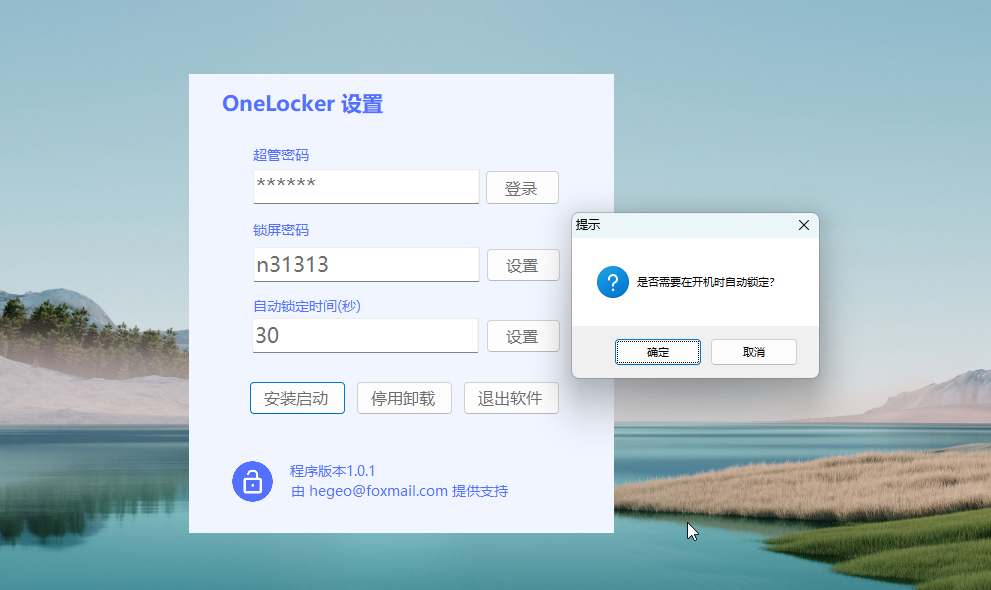 OneLocker 设置
超管密码
******
登录
锁屏密码
n31313
设置
自动锁定时间(秒)
30
设置
安装启动
停用卸载
退出软件
程序版本1.0.1
由 hegeo@foxmail.com 提供支持
提示
是否需要在开机时自动锁定?
确定
取消